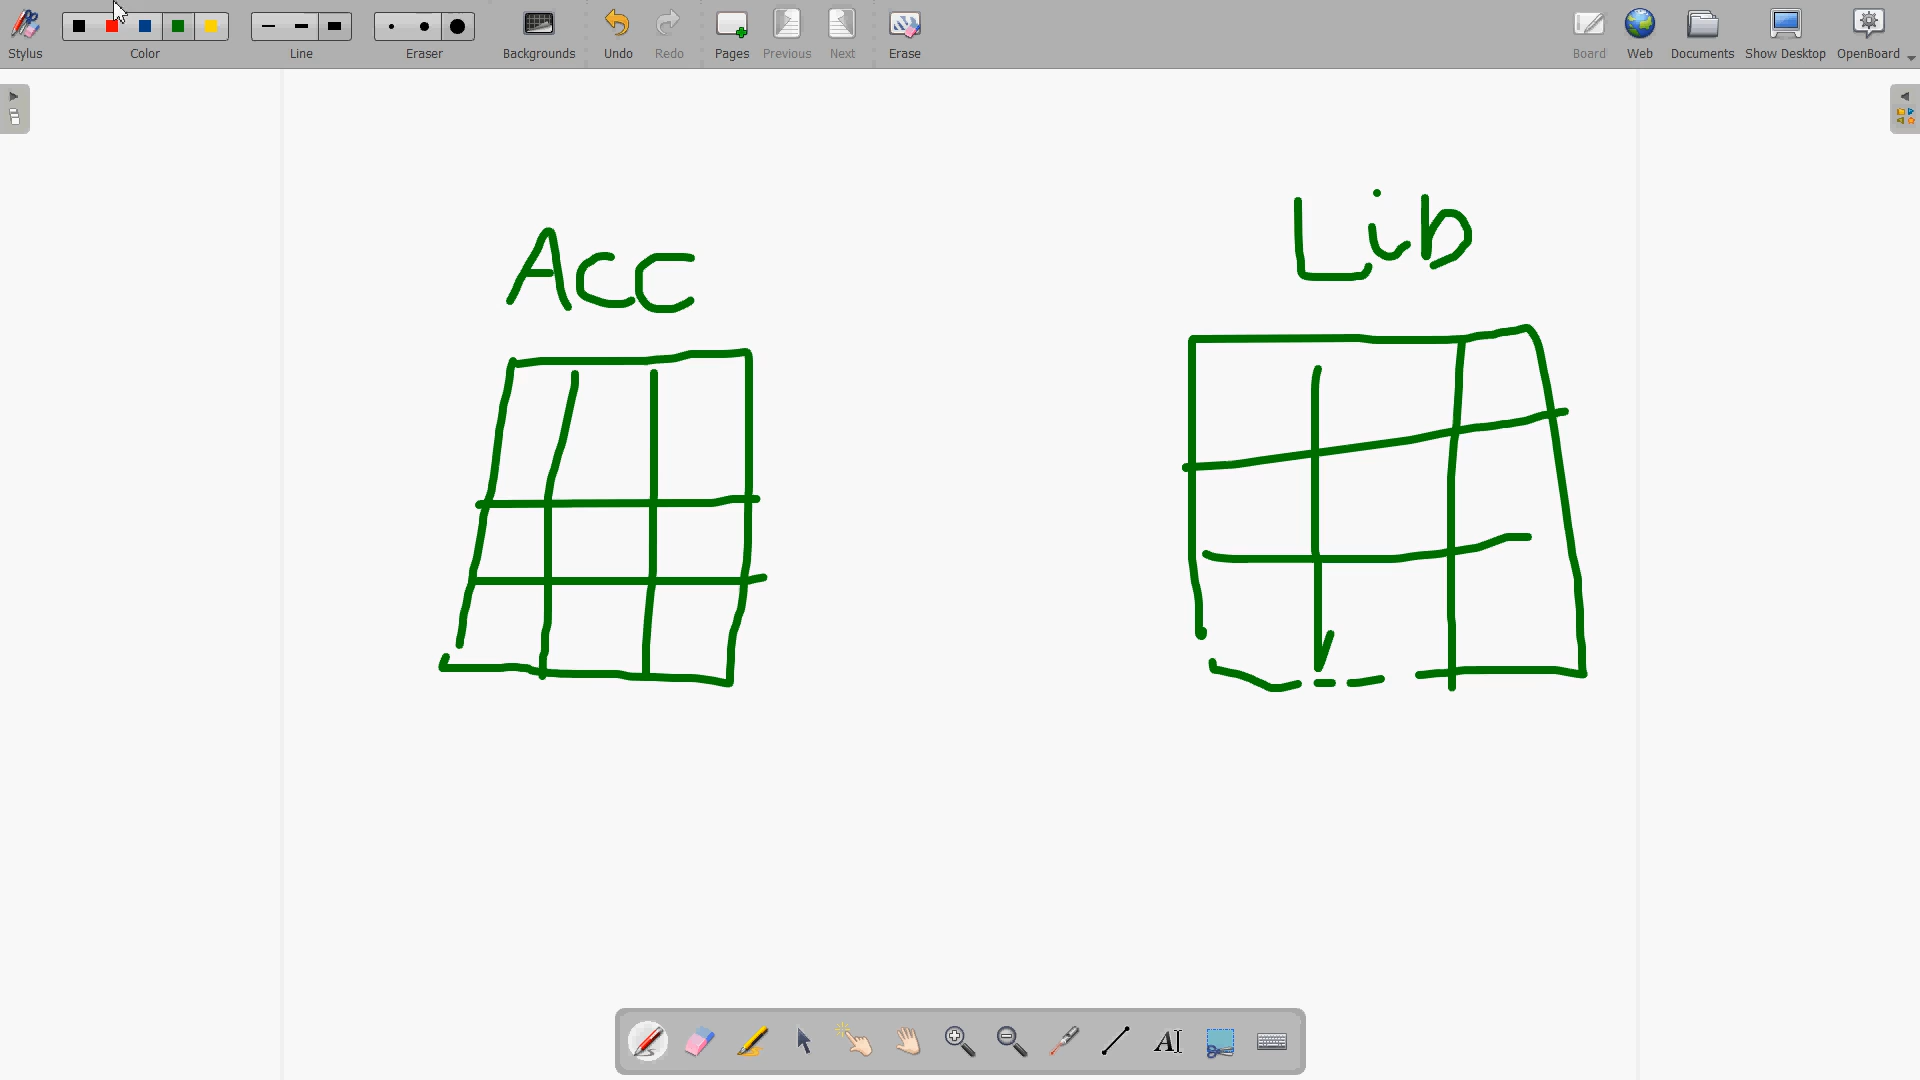 Stylus Color Line Eraser Backgrounds Undo Redo Pages Previous Next Erase Board Web Documents Show Desktop OpenBoard
Lib
Acc
AI